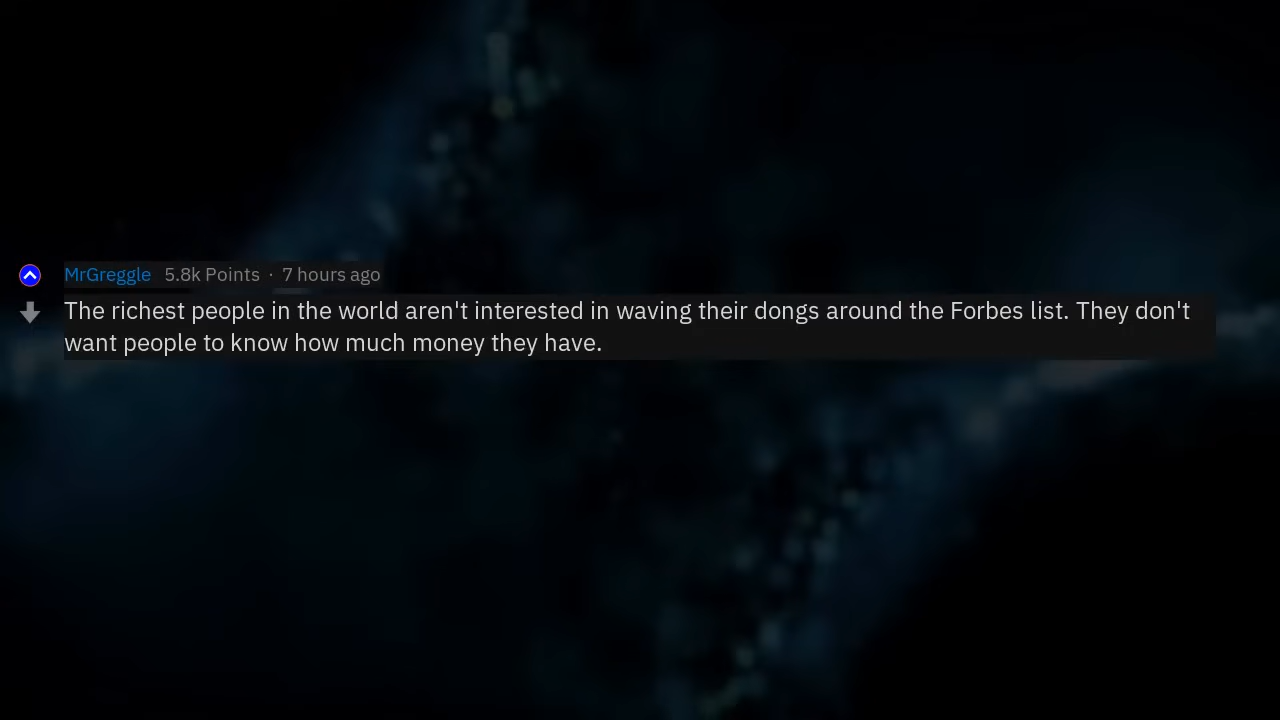 MrGreggle 5.8k Points · 7 hours ago
The richest people in the world aren't interested in waving their dongs around the Forbes list. They don't
want people to know how much money they have.